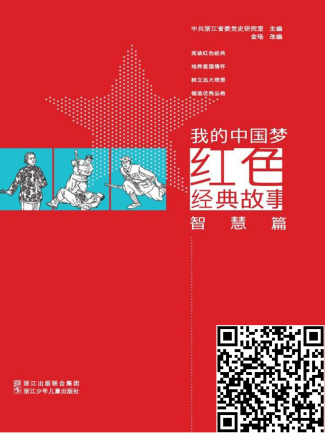 中共浙江省委党史研究室 主编
金旸 改编
阅读红色经典
培养爱国情怀
树立远大理想
锻造优秀品格
我的中国梦
红色
经典故事
智慧篇
浙江出版联合集团
浙江少年儿童出版社